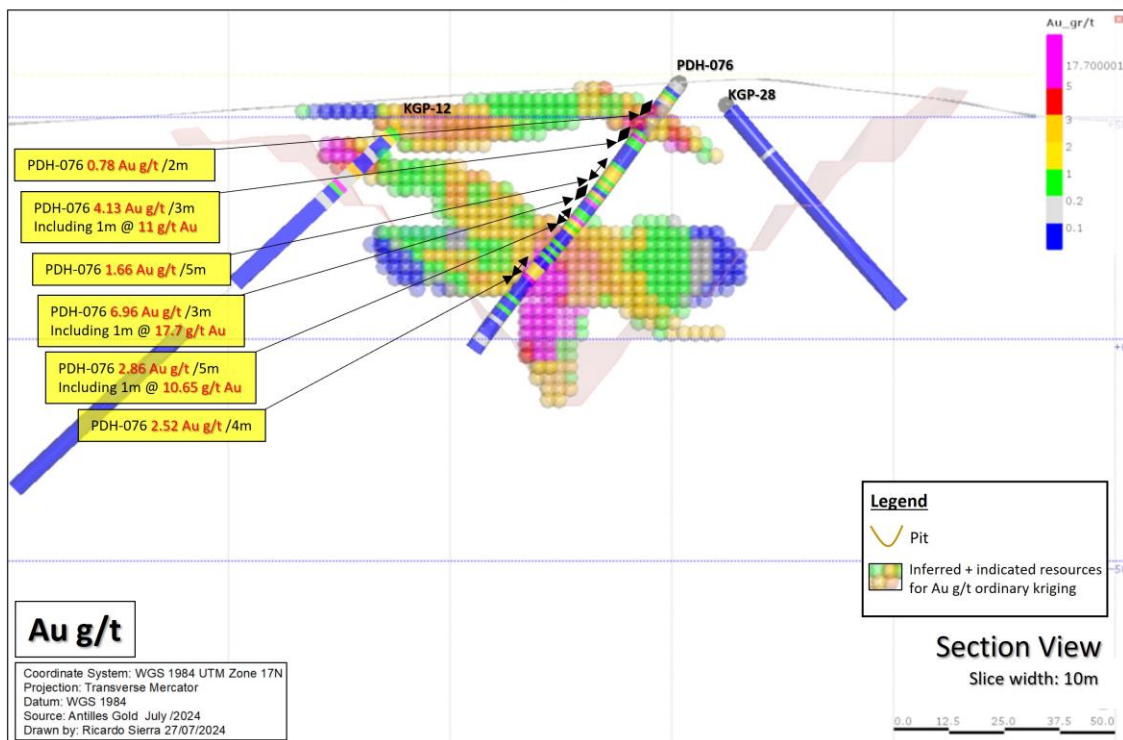 Au_gr/t
17.700001
5
3
2
1
0.2
0.1
PDH-076
KGP-28
KGP-12
PDH-076 0.78 Au g/t /2m
PDH-076 4.13 Au g/t /3m
Including 1m @ 11 g/t Au
PDH-076 1.66 Au g/t /5m
PDH-076 6.96 Au g/t /3m
Including 1m @ 17.7 g/t Au
PDH-076 2.86 Au g/t /5m
Including 1m @ 10.65 g/t Au
PDH-076 2.52 Au g/t /4m
Legend
Pit
Inferred + indicated resources
for Au g/t ordinary kriging
Au g/t
Coordinate System: WGS 1984 UTM Zone 17N
Projection: Transverse Mercator
Datum: WGS 1984
Source: Antilles Gold July /2024
Drawn by: Ricardo Sierra 27/07/2024
Section View
Slice width: 10m
0.0 12.5 25.0 37.5 50.0